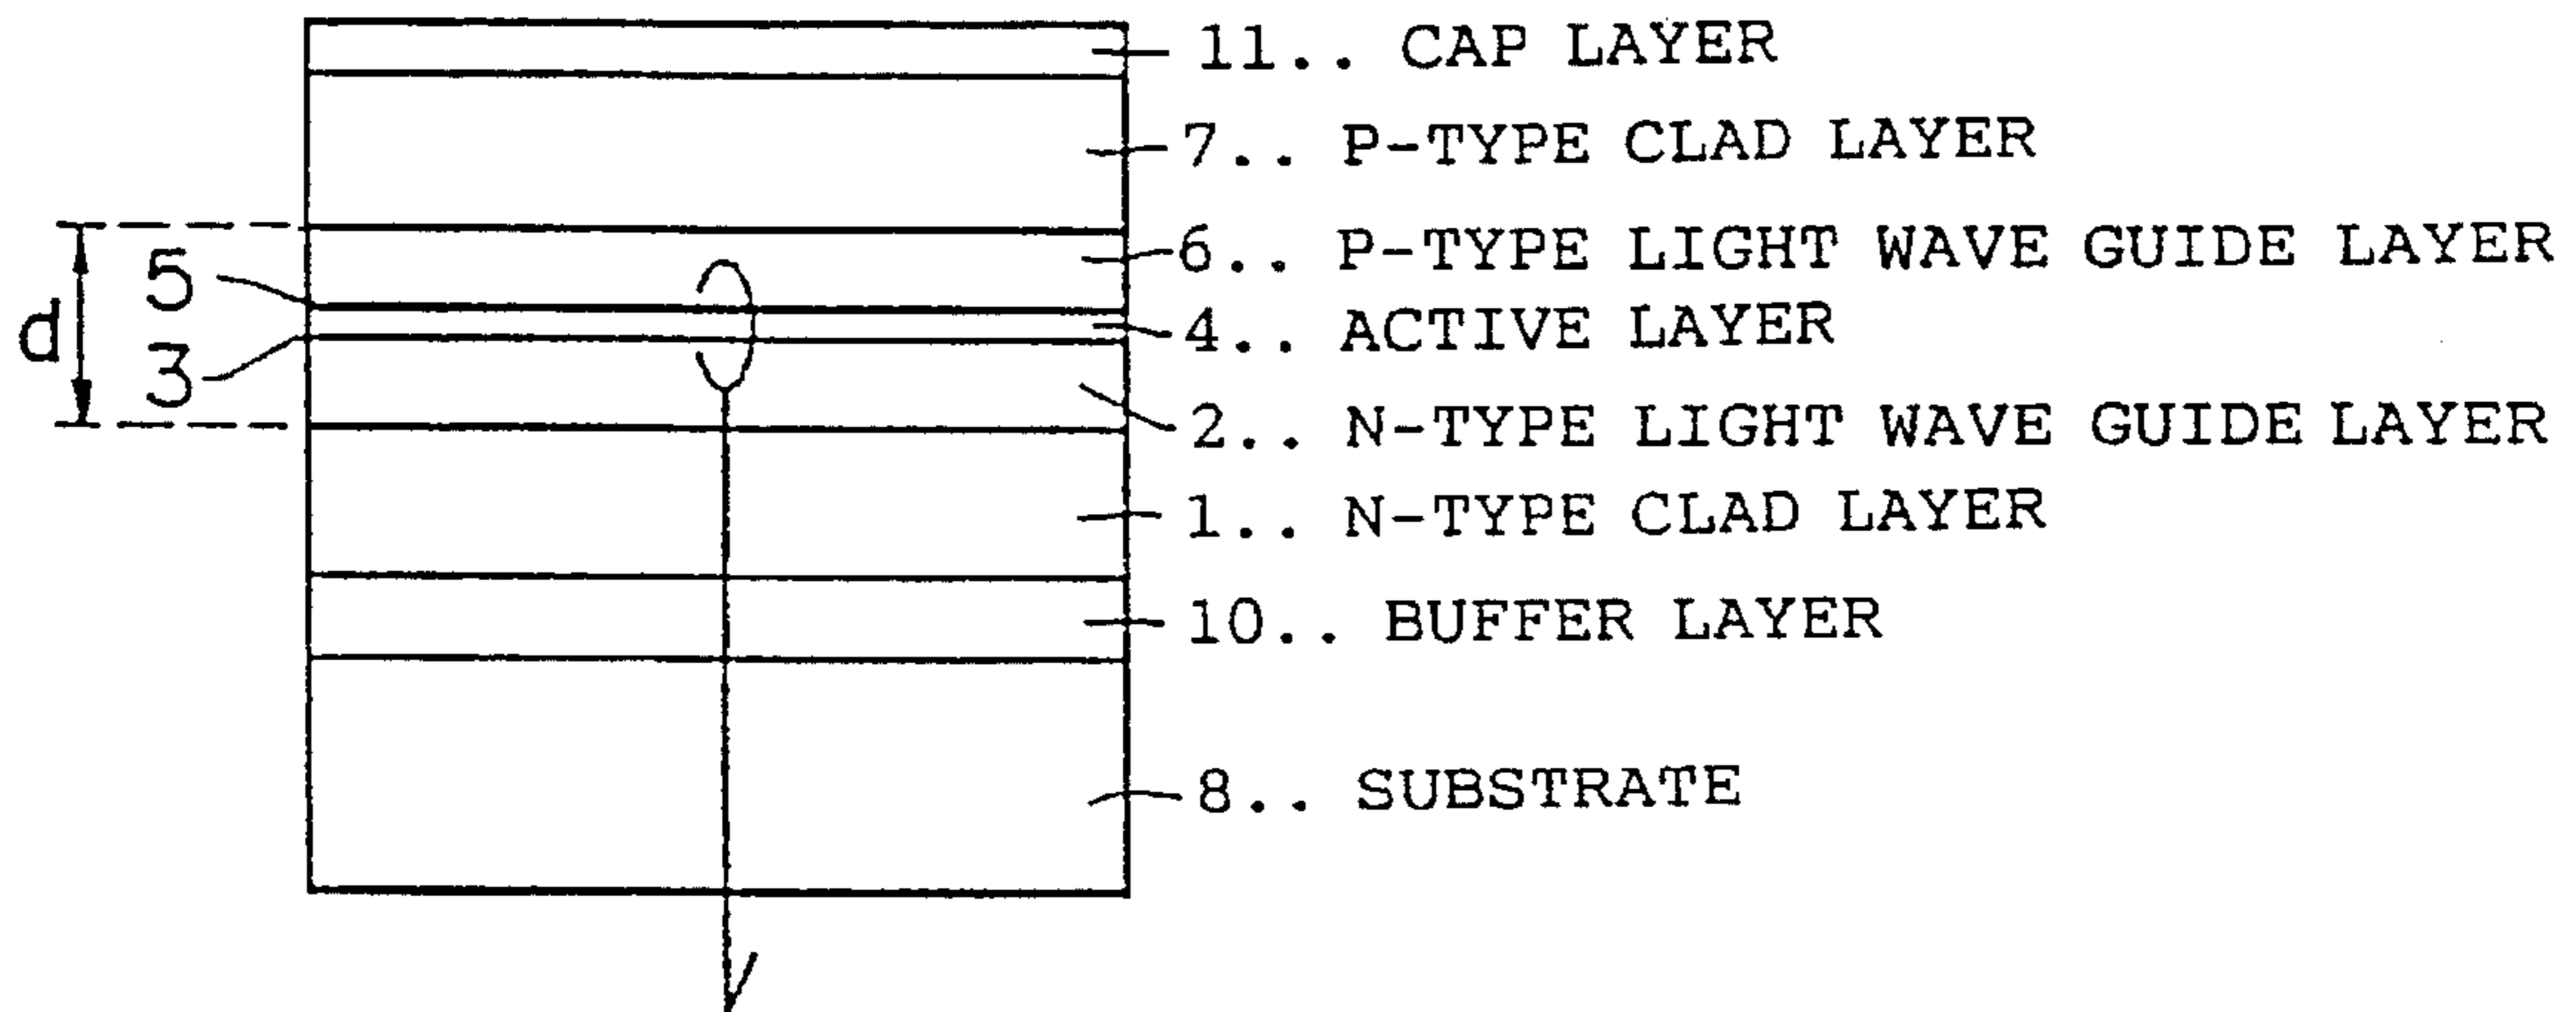 11.. CAP LAYER
7.. P-TYPE CLAD LAYER
6.. P-TYPE LIGHT WAVE GUIDE LAYER
5
4.. ACTIVE LAYER
d
3
2.. N-TYPE LIGHT WAVE GUIDE LAYER
1.. N-TYPE CLAD LAYER
10.. BUFFER LAYER
8.. SUBSTRATE